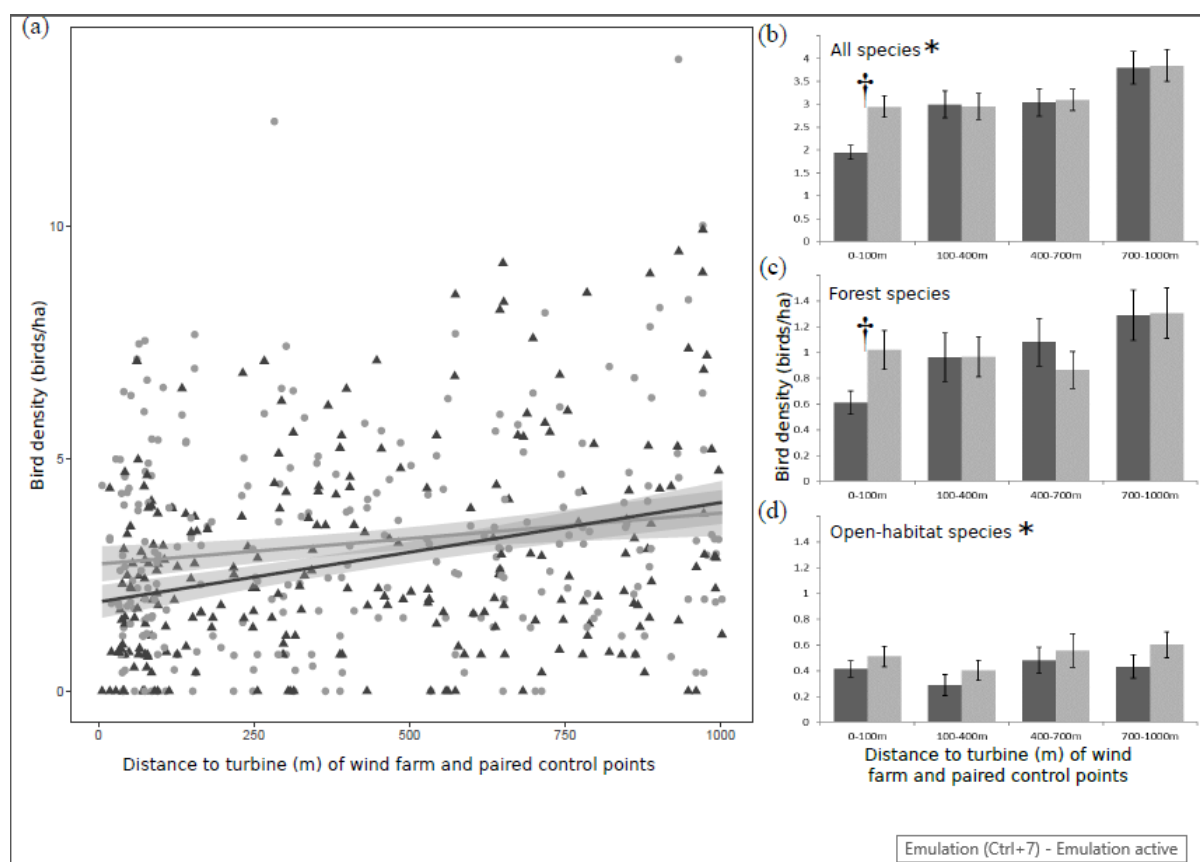 (a)
Bird density (birds/ha)
10
5
0
0 250 500 750 1000
Distance to turbine (m) of wind farm and paired control points
(b)
All species *
†
4
3.5
3
2.5
2
1.5
1
0.5
0
0-100m 100-400m 400-700m 700-1000m
(c)
Forest species
†
Bird density (birds/ha)
1.4
1.2
1
0.8
0.6
0.4
0.2
0
0-100m 100-400m 400-700m 700-1000m
(d)
Open-habitat species *
1.4
1.2
1
0.8
0.6
0.4
0.2
0
0-100m 100-400m 400-700m 700-1000m
Distance to turbine (m) of wind
farm and paired control points
Emulation (Ctrl+7) - Emulation active